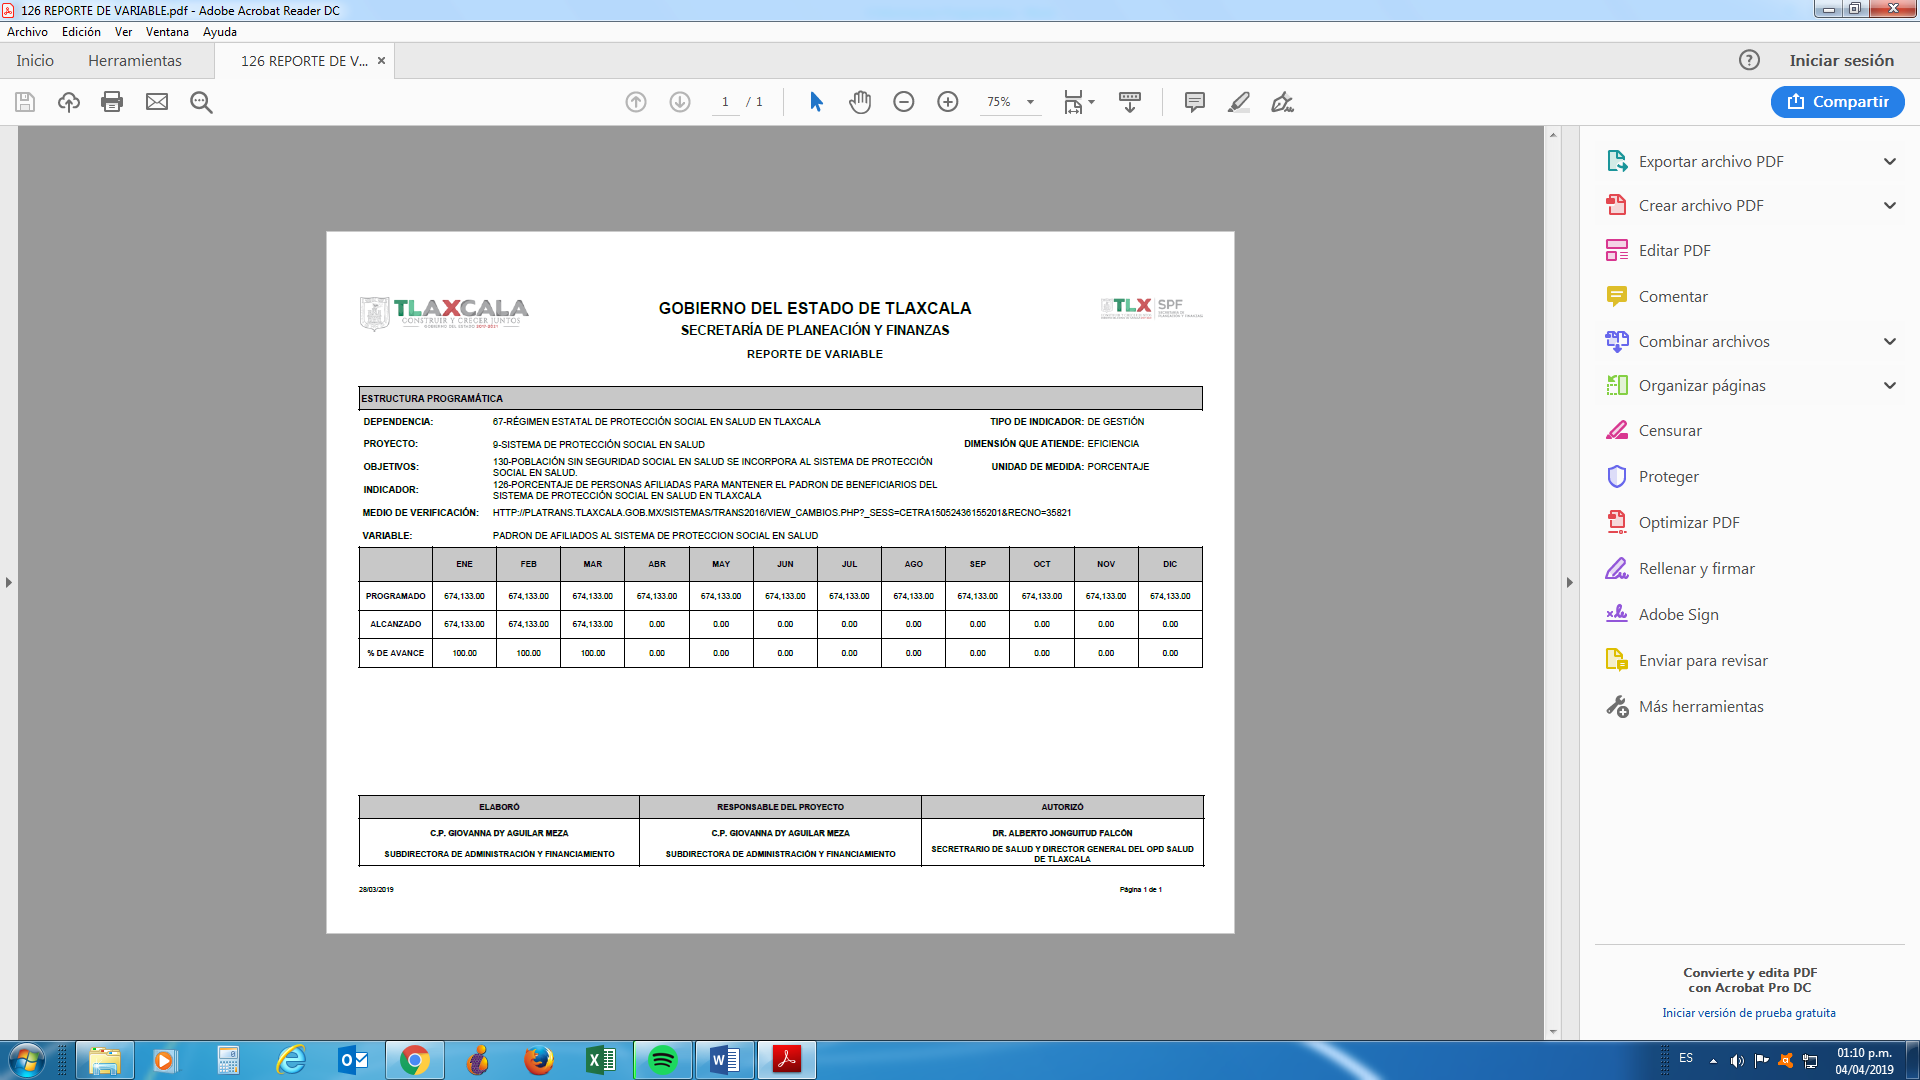 126 REPORTE DE VARIABLE.pdf - Adobe Acrobat Reader DC
Archivo Edición Ver Ventana Ayuda
Inicio Herramientas 126 REPORTE DE V... × Iniciar sesión
1 / 1 75% Compartir
TLAXCALA
CONSTRUIR Y CRECER JUNTOS
GOBIERNO DEL ESTADO 2017-2021
GOBIERNO DEL ESTADO DE TLAXCALA
SECRETARÍA DE PLANEACIÓN Y FINANZAS
REPORTE DE VARIABLE
TLX SPF
ESTRUCTURA PROGRAMÁTICA
DEPENDENCIA: 67-RÉGIMEN ESTATAL DE PROTECCIÓN SOCIAL EN SALUD EN TLAXCALA TIPO DE INDICADOR: DE GESTIÓN
PROYECTO: 9-SISTEMA DE PROTECCIÓN SOCIAL EN SALUD DIMENSIÓN QUE ATIENDE: EFICIENCIA
OBJETIVOS: 130-POBLACIÓN SIN SEGURIDAD SOCIAL EN SALUD SE INCORPORA AL SISTEMA DE PROTECCIÓN
SOCIAL EN SALUD. UNIDAD DE MEDIDA: PORCENTAJE
INDICADOR: 126-PORCENTAJE DE PERSONAS AFILIADAS PARA MANTENER EL PADRON DE BENEFICIARIOS DEL
SISTEMA DE PROTECCIÓN SOCIAL EN SALUD EN TLAXCALA
MEDIO DE VERIFICACIÓN: HTTP://PLATRANS.TLAXCALA.GOB.MX/SISTEMAS/TRANS2016/VIEW_CAMBIOS.PHP?_SESS=CETRA15052436155201&RECNO=35821
VARIABLE: PADRON DE AFILIADOS AL SISTEMA DE PROTECCION SOCIAL EN SALUD
ENE FEB MAR ABR MAY JUN JUL AGO SEP OCT NOV DIC
PROGRAMADO 674,133.00 674,133.00 674,133.00 674,133.00 674,133.00 674,133.00 674,133.00 674,133.00 674,133.00 674,133.00 674,133.00 674,133.00
ALCANZADO 674,133.00 674,133.00 674,133.00 0.00 0.00 0.00 0.00 0.00 0.00 0.00 0.00 0.00
% DE AVANCE 100.00 100.00 100.00 0.00 0.00 0.00 0.00 0.00 0.00 0.00 0.00 0.00
ELABORÓ RESPONSABLE DEL PROYECTO AUTORIZÓ
C.P. GIOVANNA DY AGUILAR MEZA C.P. GIOVANNA DY AGUILAR MEZA DR. ALBERTO JONGUITUD FALCÓN
SUBDIRECTORA DE ADMINISTRACIÓN Y FINANCIAMIENTO SUBDIRECTORA DE ADMINISTRACIÓN Y FINANCIAMIENTO SECRETRARIO DE SALUD Y DIRECTOR GENERAL DEL OPD SALUD
DE TLAXCALA
28/03/2019 Página 1 de 1
Exportar archivo PDF
Crear archivo PDF
Editar PDF
Comentar
Combinar archivos
Organizar páginas
Censurar
Proteger
Optimizar PDF
Rellenar y firmar
Adobe Sign
Enviar para revisar
Más herramientas
Convierte y edita PDF
con Acrobat Pro DC
Iniciar versión de prueba gratuita
ES 01:10 p.m.
04/04/2019